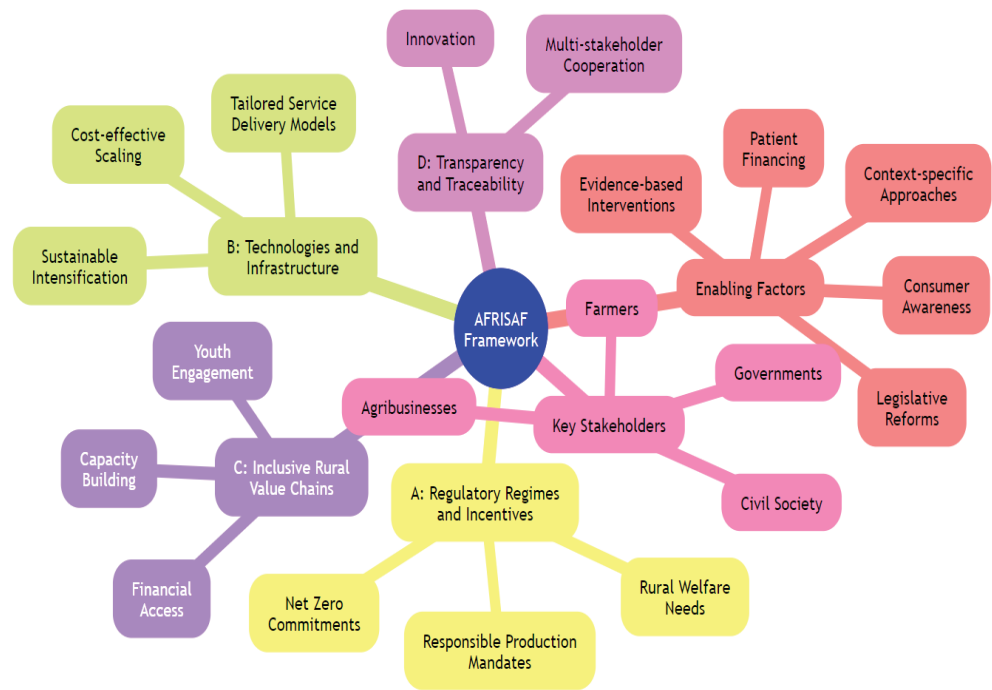 Innovation
Multi-stakeholder
Cooperation
D: Transparency
and Traceability
Tailored Service
Delivery Models
Cost-effective
Scaling
Sustainable
Intensification
B: Technologies and
Infrastructure
Patient
Financing
Evidence-based
Interventions
Context-specific
Approaches
Enabling Factors
Consumer
Awareness
Legislative
Reforms
AFRISAF
Framework
Farmers
Governments
Agribusinesses
Key Stakeholders
Civil Society
Youth
Engagement
Capacity
Building
C: Inclusive Rural
Value Chains
Financial
Access
A: Regulatory Regimes
and Incentives
Net Zero
Commitments
Responsible Production
Mandates
Rural Welfare
Needs